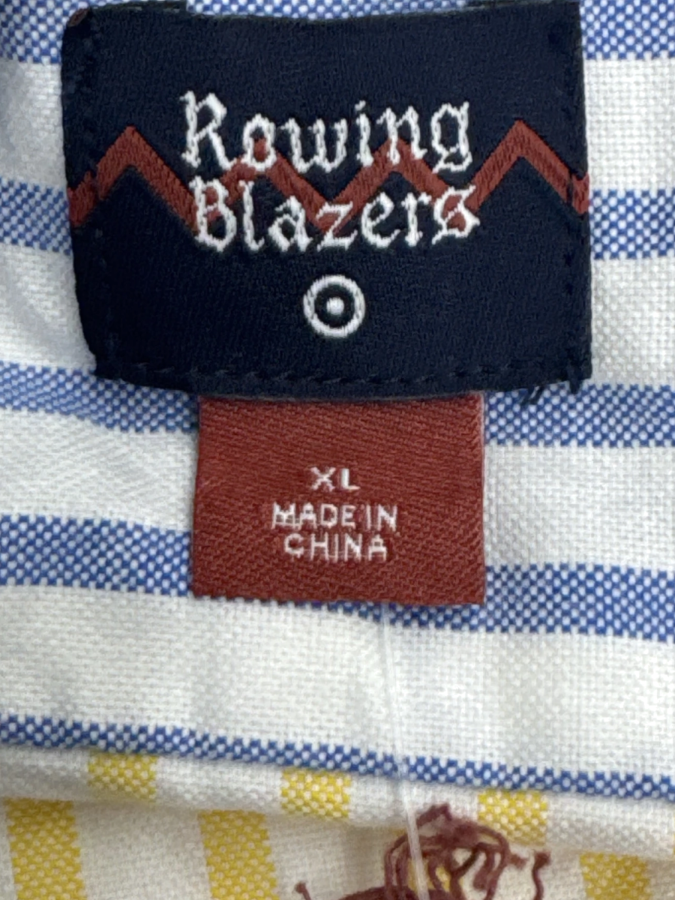 Rowing
Blazers
XL
MADE IN
CHINA